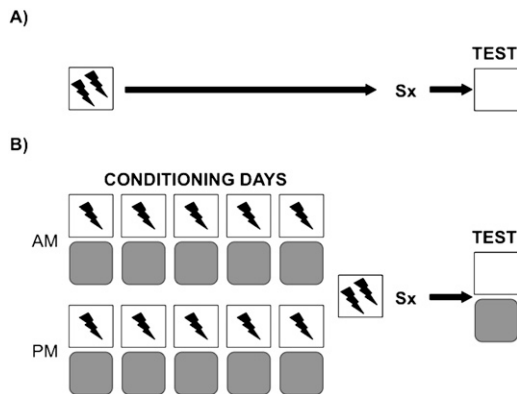 A)
TEST
Sx
B)
CONDITIONING DAYS
AM
TEST
Sx
PM